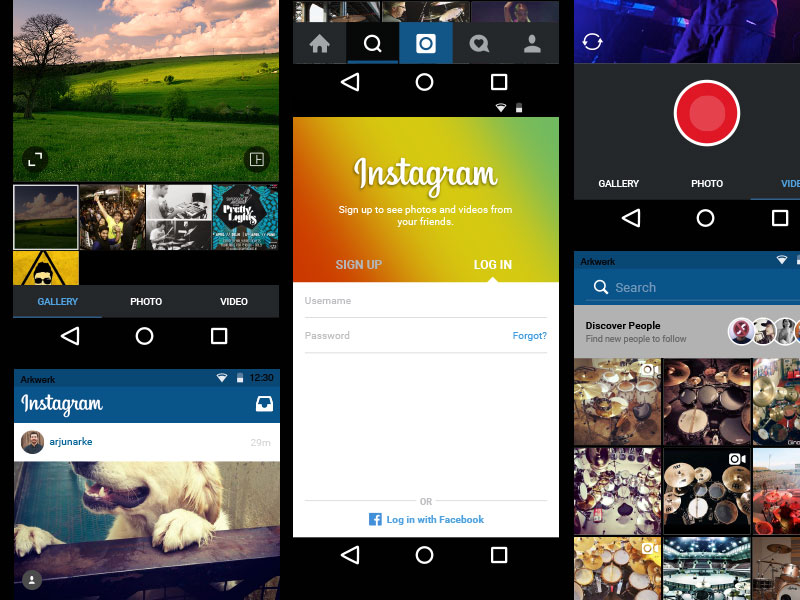 Pretty
Lights
GALLERY
PHOTO
VIDEO
Arkwerk
12:30
Instagram
arjunarke
29m
Instagram
Sign up to see photos and videos from
your friends.
SIGN UP
LOG IN
Username
Password
Forgot?
OR
Log in with Facebook
GALLERY
PHOTO
VIDE
Arkwerk
Search
Discover People
Find new people to follow